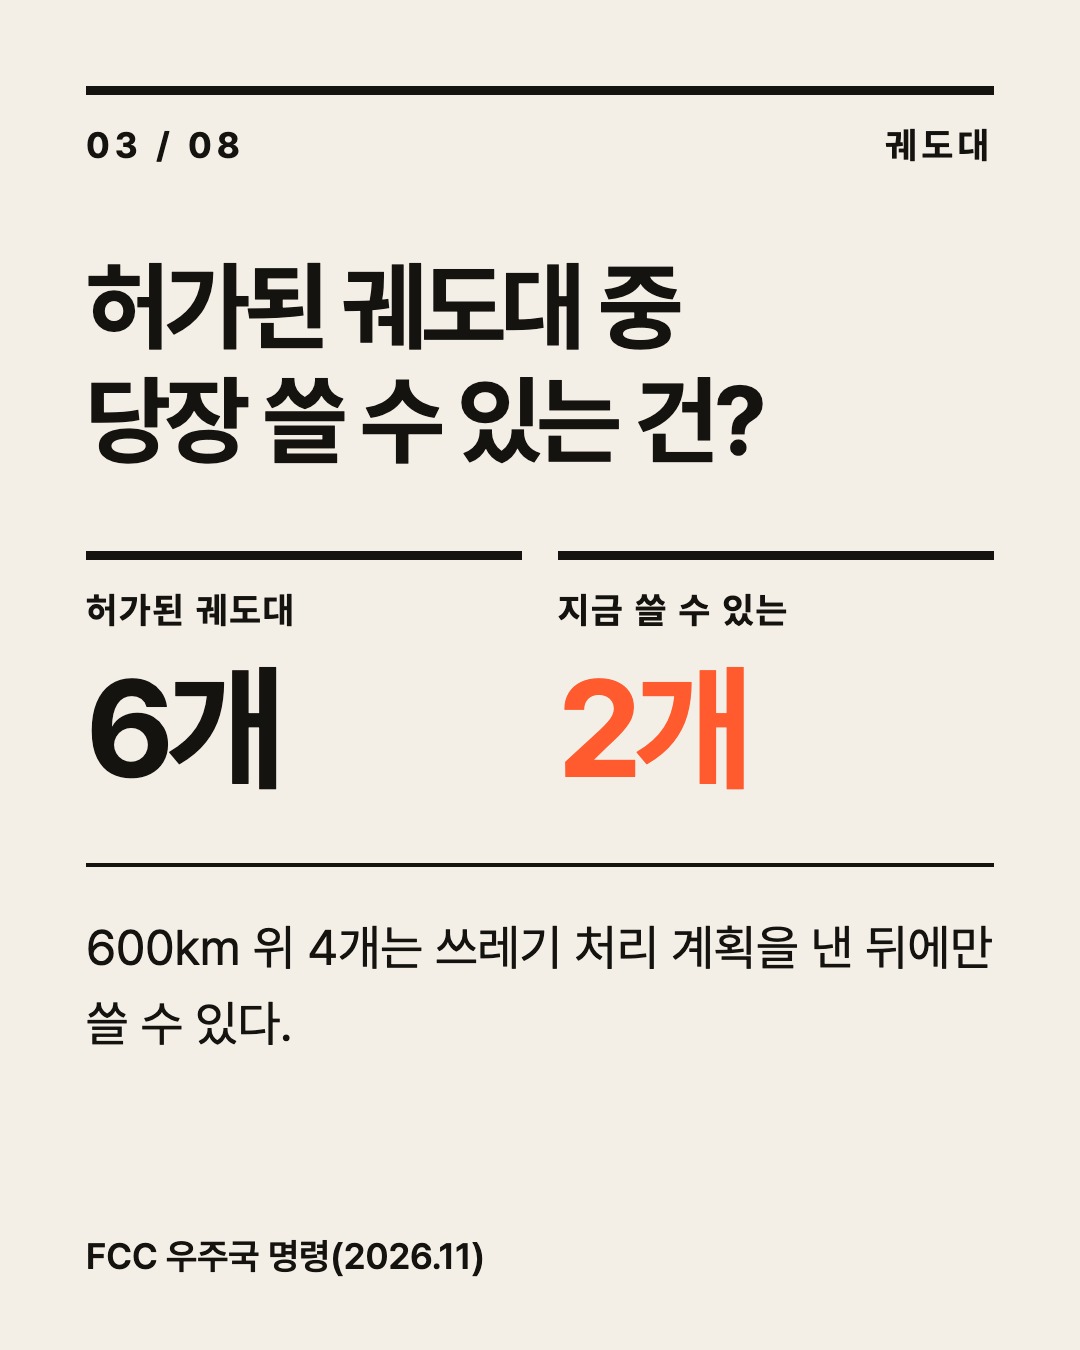 03 / 08
궤도대
허가된 궤도대 중
당장 쓸 수 있는 건?
허가된 궤도대
지금 쓸 수 있는
6개
2개
600km 위 4개는 쓰레기 처리 계획을 낸 뒤에만
쓸 수 있다.
FCC 우주국 명령(2026.11)